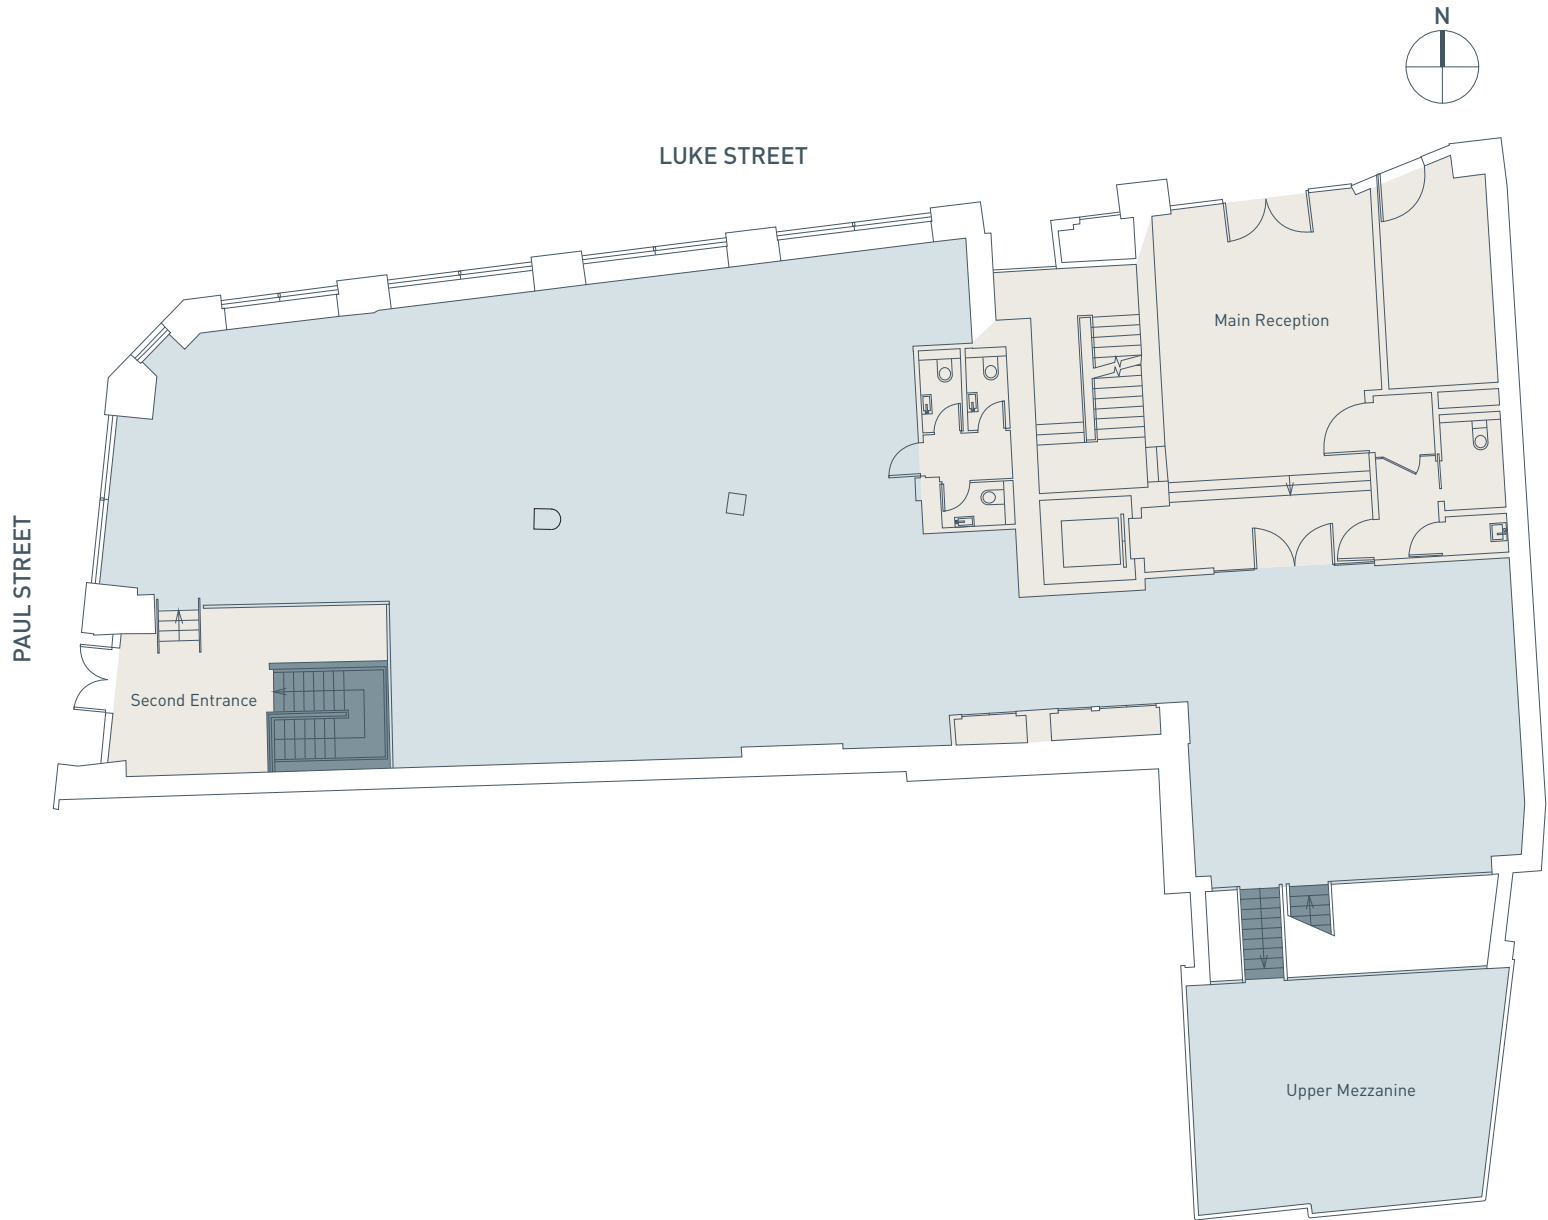 N
LUKE STREET
Main Reception
PAUL STREET
Second Entrance
Upper Mezzanine